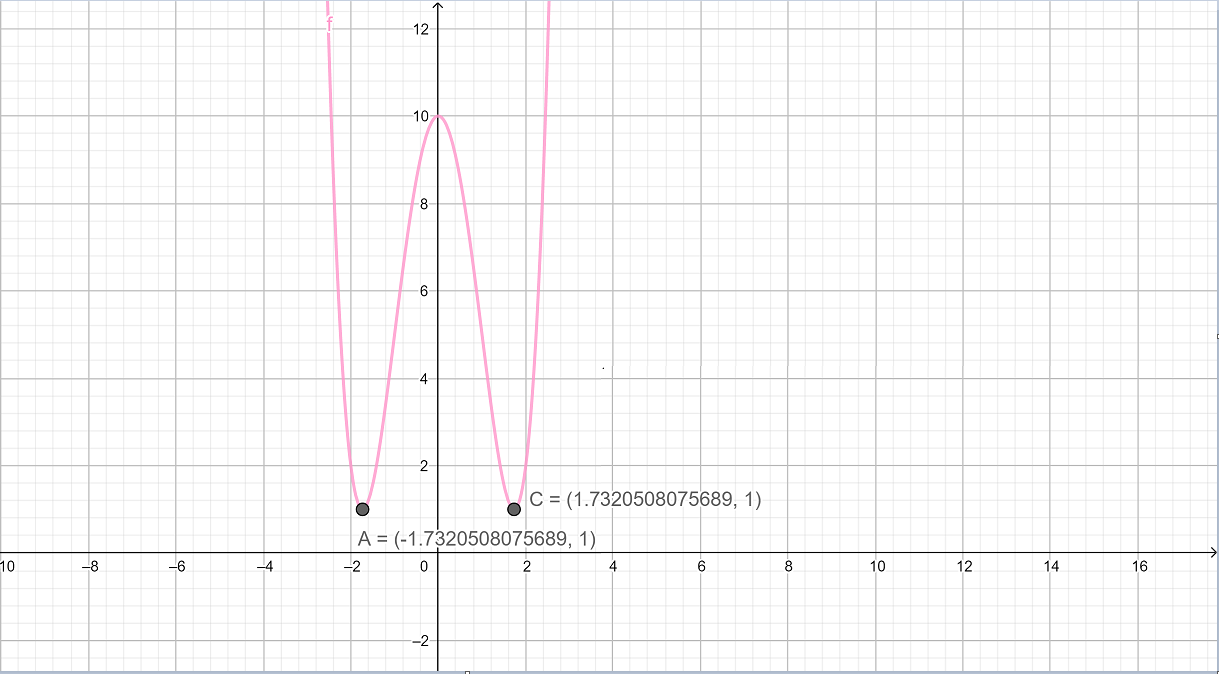 f
12
10
8
6
4
2
C = (1.7320508075689, 1)
A = (-1.7320508075689, 1)
10 –8 –6 –4 –2 0 2 4 6 8 10 12 14 16
–2